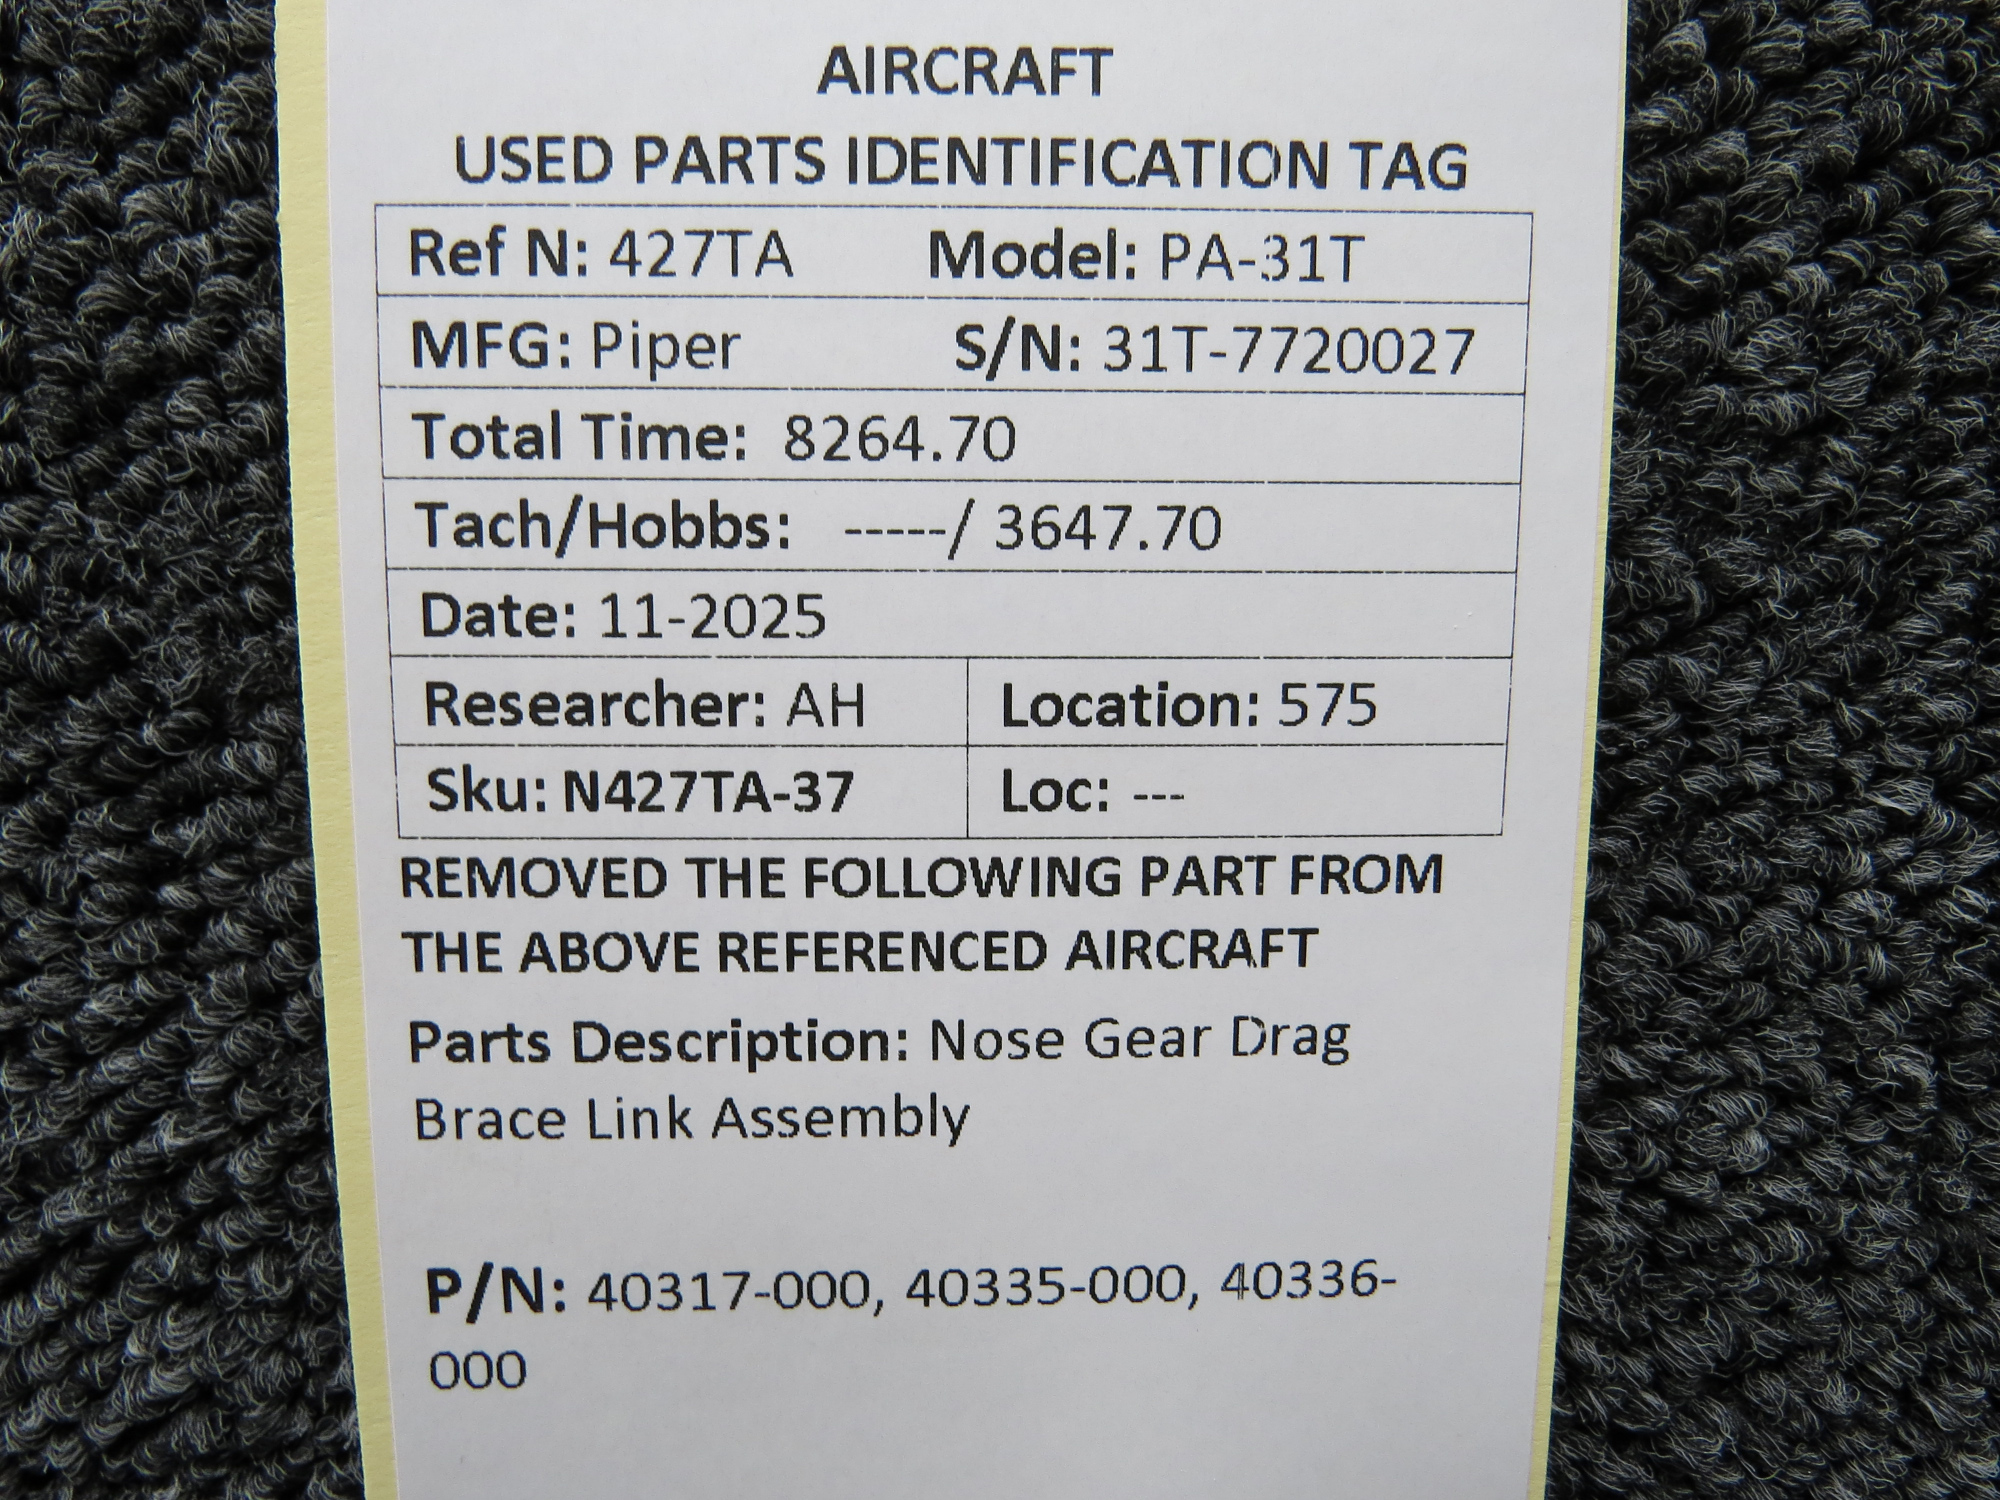 AIRCRAFT
USED PARTS IDENTIFICATION TAG
Ref N: 427TA Model: PA-31T
MFG: Piper S/N: 31T-7720027
Total Time: 8264.70
Tach/Hobbs: -----/ 3647.70
Date: 11-2025
Researcher: AH Location: 575
Sku: N427TA-37 Loc: ---
REMOVED THE FOLLOWING PART FROM
THE ABOVE REFERENCED AIRCRAFT
Parts Description: Nose Gear Drag
Brace Link Assembly
P/N: 40317-000, 40335-000, 40336-
000